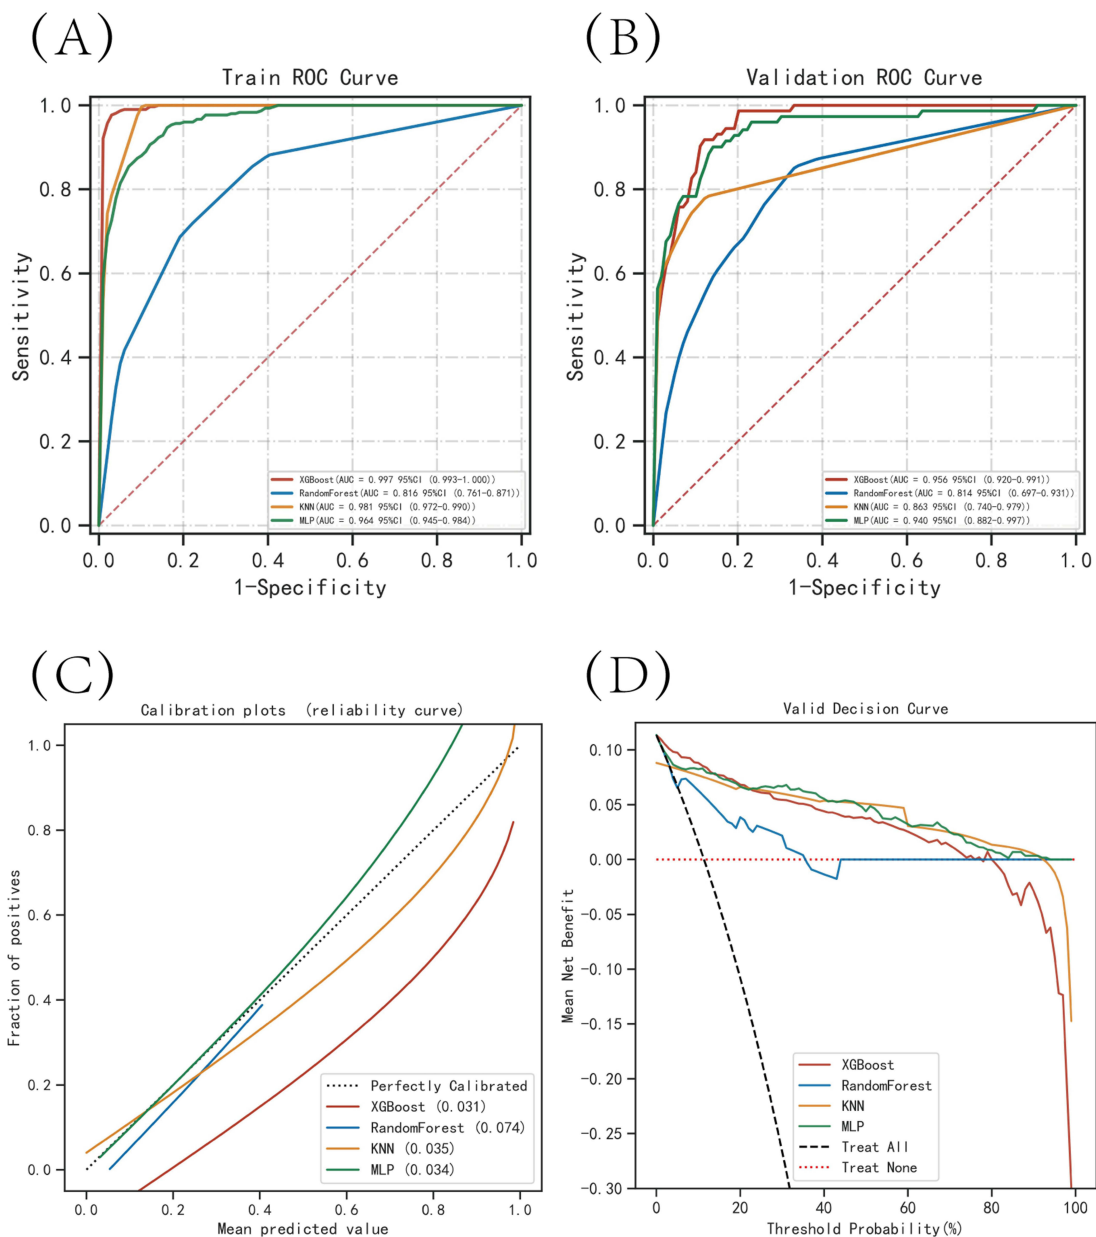 (A)
Train ROC Curve
Sensitivity
1.0
0.8
0.6
0.4
0.2
0.0
XGBoost(AUC = 0.997 95%CI (0.993-1.000))
RandomForest(AUC = 0.816 95%CI (0.761-0.871))
KNN(AUC = 0.981 95%CI (0.972-0.990))
MLP(AUC = 0.964 95%CI (0.945-0.984))
0.0 0.2 0.4 0.6 0.8 1.0
1-Specificity
(B)
Validation ROC Curve
Sensitivity
1.0
0.8
0.6
0.4
0.2
0.0
XGBoost(AUC = 0.956 95%CI (0.920-0.991))
RandomForest(AUC = 0.814 95%CI (0.697-0.931))
KNN(AUC = 0.863 95%CI (0.740-0.979))
MLP(AUC = 0.940 95%CI (0.882-0.997))
0.0 0.2 0.4 0.6 0.8 1.0
1-Specificity
(C)
Calibration plots (reliability curve)
Fraction of positives
1.0
0.8
0.6
0.4
0.2
0.0
Perfectly Calibrated
XGBoost (0.031)
RandomForest (0.074)
KNN (0.035)
MLP (0.034)
0.0 0.2 0.4 0.6 0.8 1.0
Mean predicted value
(D)
Valid Decision Curve
Mean Net Benefit
0.10
0.05
0.00
-0.05
-0.10
-0.15
-0.20
-0.25
-0.30
XGBoost
RandomForest
KNN
MLP
Treat All
Treat None
0 20 40 60 80 100
Threshold Probability(%)